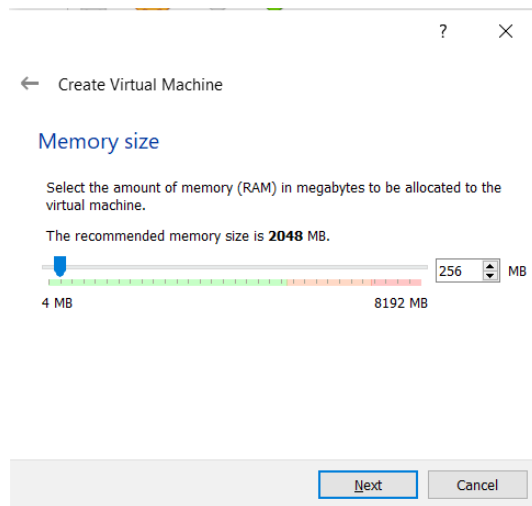 ?
Create Virtual Machine
Memory size
Select the amount of memory (RAM) in megabytes to be allocated to the
virtual machine.
The recommended memory size is 2048 MB.
256 MB
4 MB 8192 MB
Next Cancel